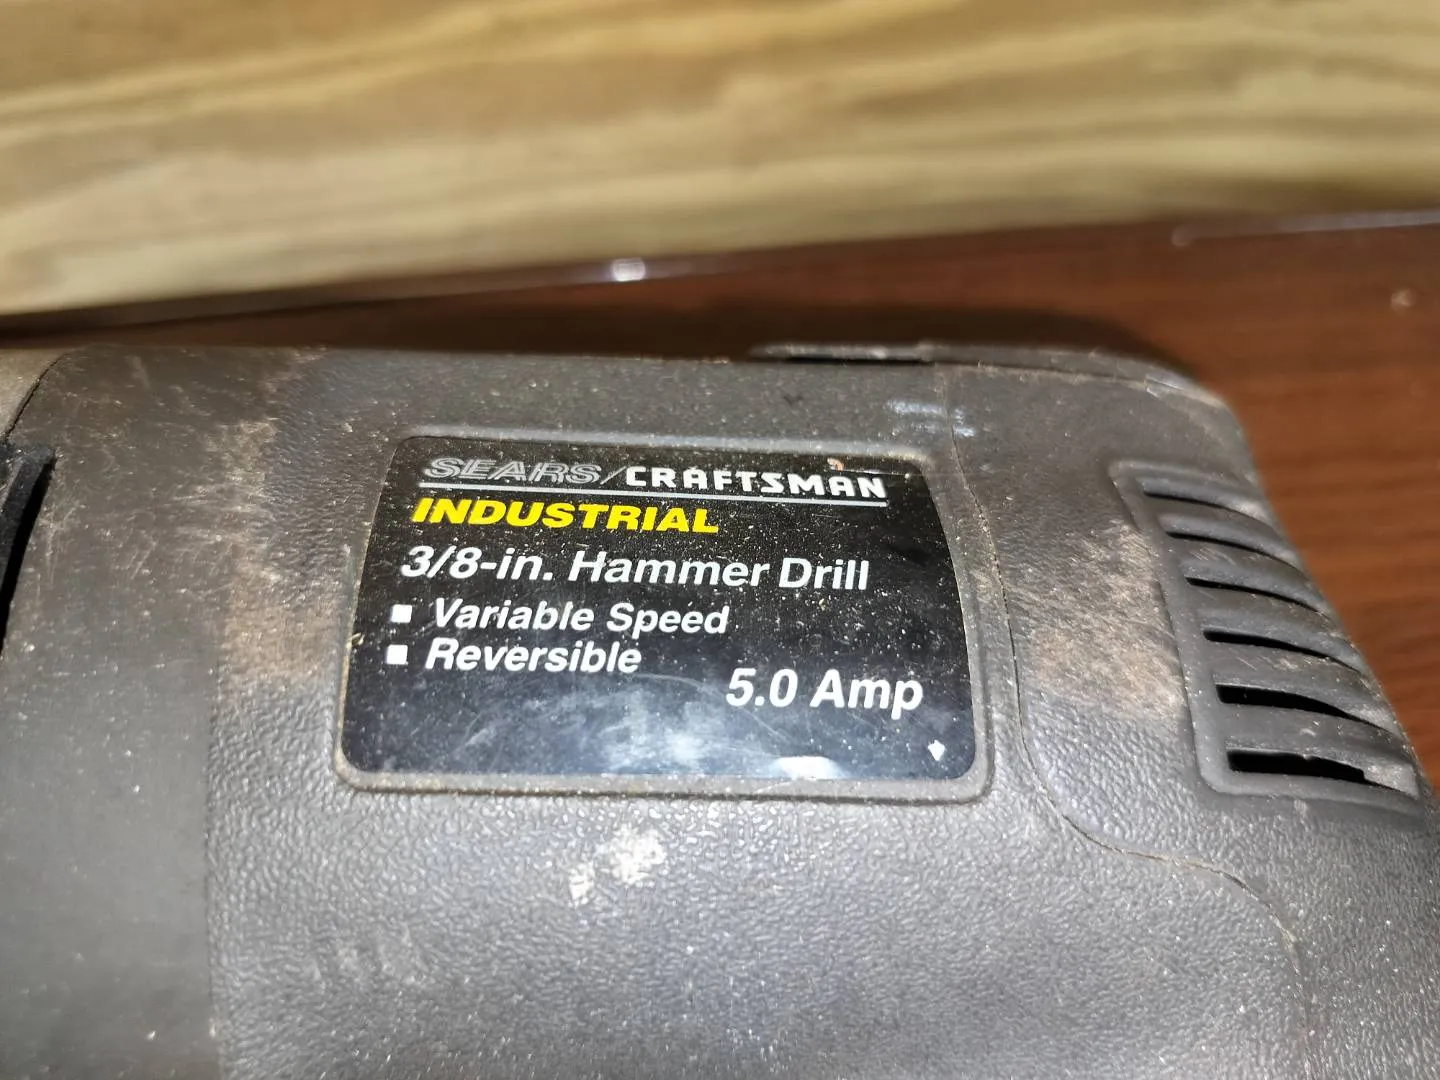 SEARS/CRAFTSMAN
INDUSTRIAL
3/8-in. Hammer Drill
▪ Variable Speed
▪ Reversible
5.0 Amp